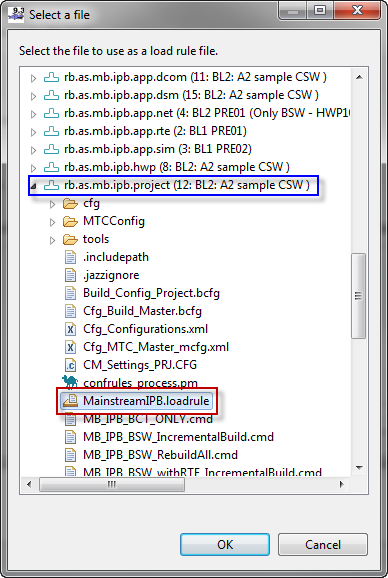 Select a file
Select the file to use as a load rule file.
rb.as.mb.ipb.app.dcom (11: BL2: A2 sample CSW )
rb.as.mb.ipb.app.dsm (15: BL2: A2 sample CSW )
rb.as.mb.ipb.app.net (4: BL2 PRE01 (Only BSW - HWP10
rb.as.mb.ipb.app.rte (2: BL1 PRE01)
rb.as.mb.ipb.app.sim (3: BL1 PRE02)
rb.as.mb.ipb.hwp (8: BL2: A2 sample CSW )
rb.as.mb.ipb.project (12: BL2: A2 sample CSW )
cfg
MTCConfig
tools
.includepath
.jazzignore
Build_Config_Project.bcfg
Cfg_Build_Master.bcfg
Cfg_Configurations.xml
Cfg_MTC_Master_mcfg.xml
CM_Settings_PRJ.CFG
confrules_process.pm
MainstreamIPB.loadrule
MB_IPB_BCT_ONLY.cmd
MB_IPB_BSW_IncrementalBuild.cmd
MB_IPB_BSW_RebuildAll.cmd
MB_IPB_BSW_withRTE_IncrementalBuild.cmd
OK
Cancel